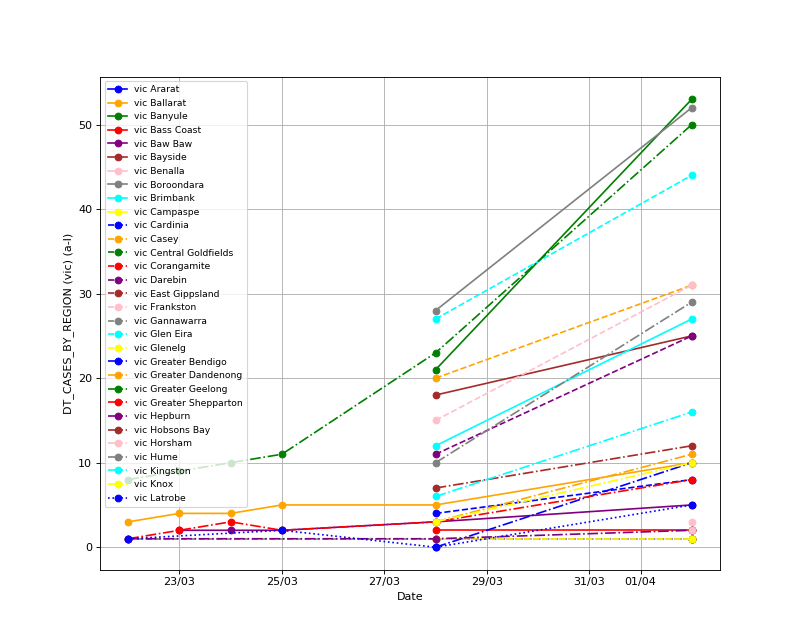 50
40
30
20
10
0
DT_CASES_BY_REGION (vic) (a-l)
vic Ararat
vic Ballarat
vic Banyule
vic Bass Coast
vic Baw Baw
vic Bayside
vic Benalla
vic Boroondara
vic Brimbank
vic Campaspe
vic Cardinia
vic Casey
vic Central Goldfields
vic Corangamite
vic Darebin
vic East Gippsland
vic Frankston
vic Gannawarra
vic Glen Eira
vic Glenelg
vic Greater Bendigo
vic Greater Dandenong
vic Greater Geelong
vic Greater Shepparton
vic Hepburn
vic Hobsons Bay
vic Horsham
vic Hume
vic Kingston
vic Knox
vic Latrobe
23/03 25/03 27/03 29/03 31/03 01/04
Date